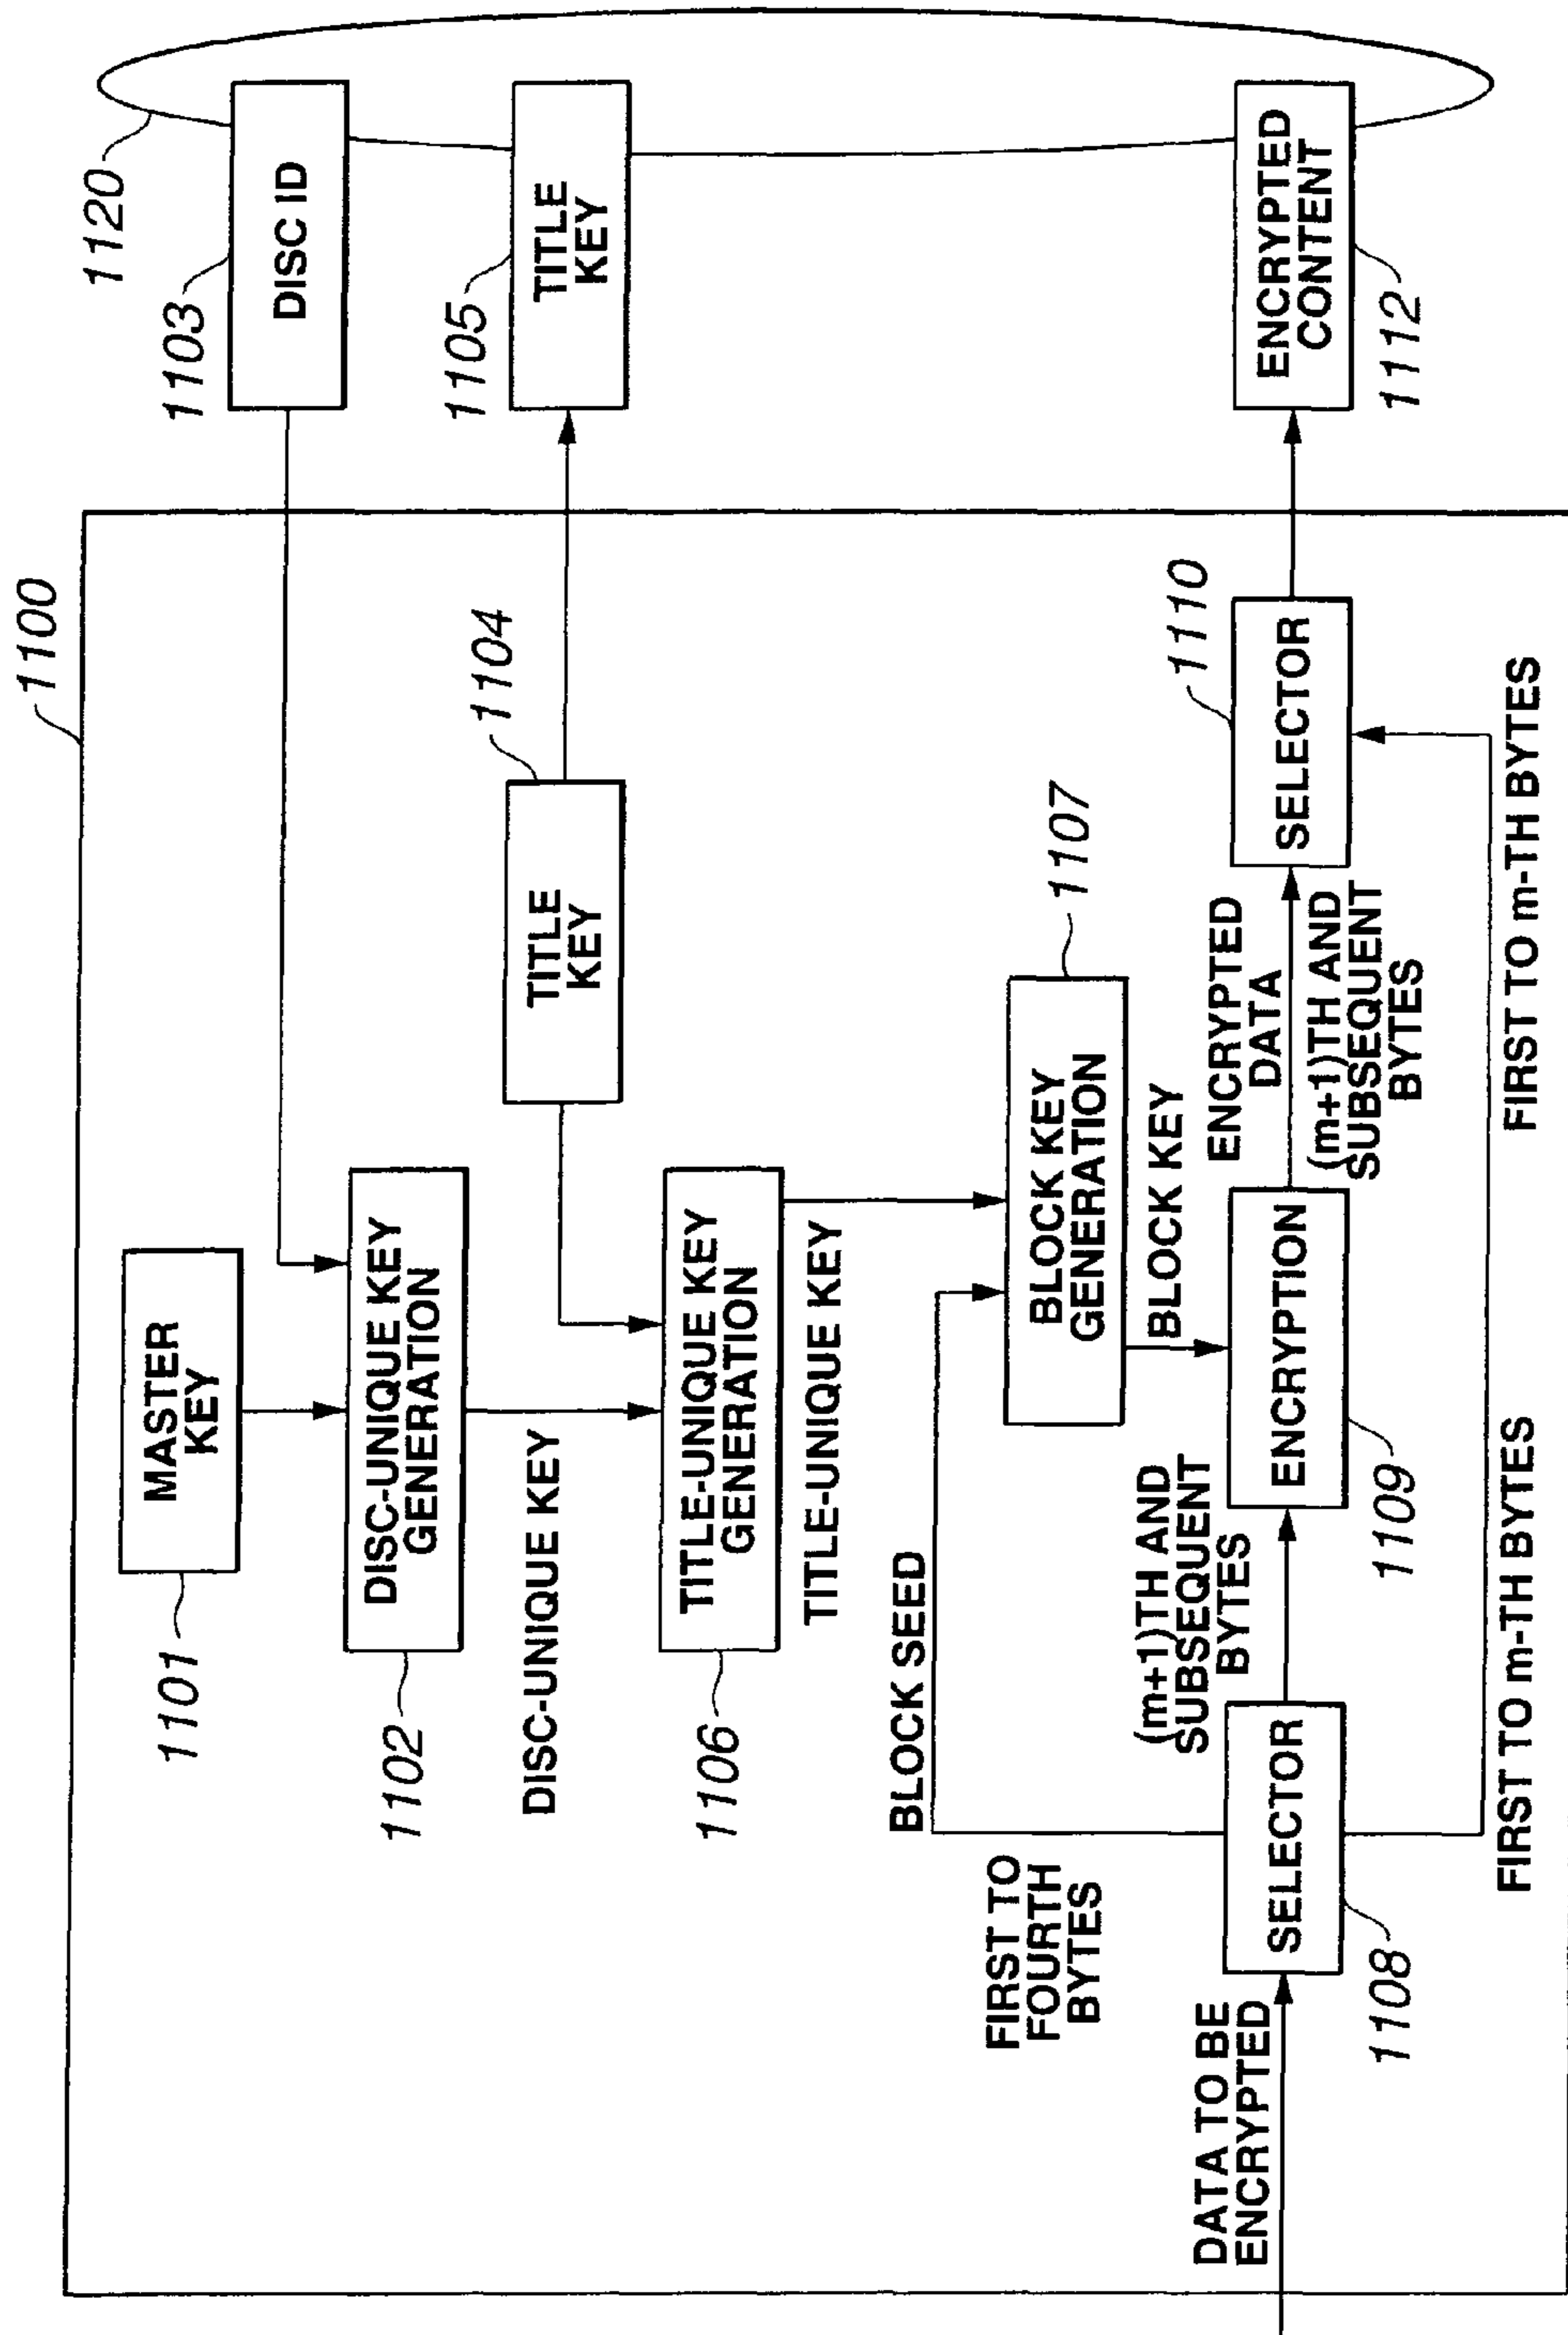 1100
1120
1101
MASTER
KEY
1103
DISC ID
1102
DISC-UNIQUE KEY
GENERATION
DISC-UNIQUE KEY
1104
TITLE
KEY
1105
TITLE
KEY
1106
TITLE-UNIQUE KEY
GENERATION
TITLE-UNIQUE KEY
BLOCK SEED
FIRST TO
FOURTH
BYTES
1107
BLOCK KEY
GENERATION
BLOCK KEY
DATA TO BE
ENCRYPTED
SELECTOR
1108
(m+1)TH AND
SUBSEQUENT
BYTES
ENCRYPTION
1109
ENCRYPTED
DATA
(m+1)TH AND
SUBSEQUENT
BYTES
1110
SELECTOR
ENCRYPTED
CONTENT
1112
FIRST TO m-TH BYTES
FIRST TO m-TH BYTES